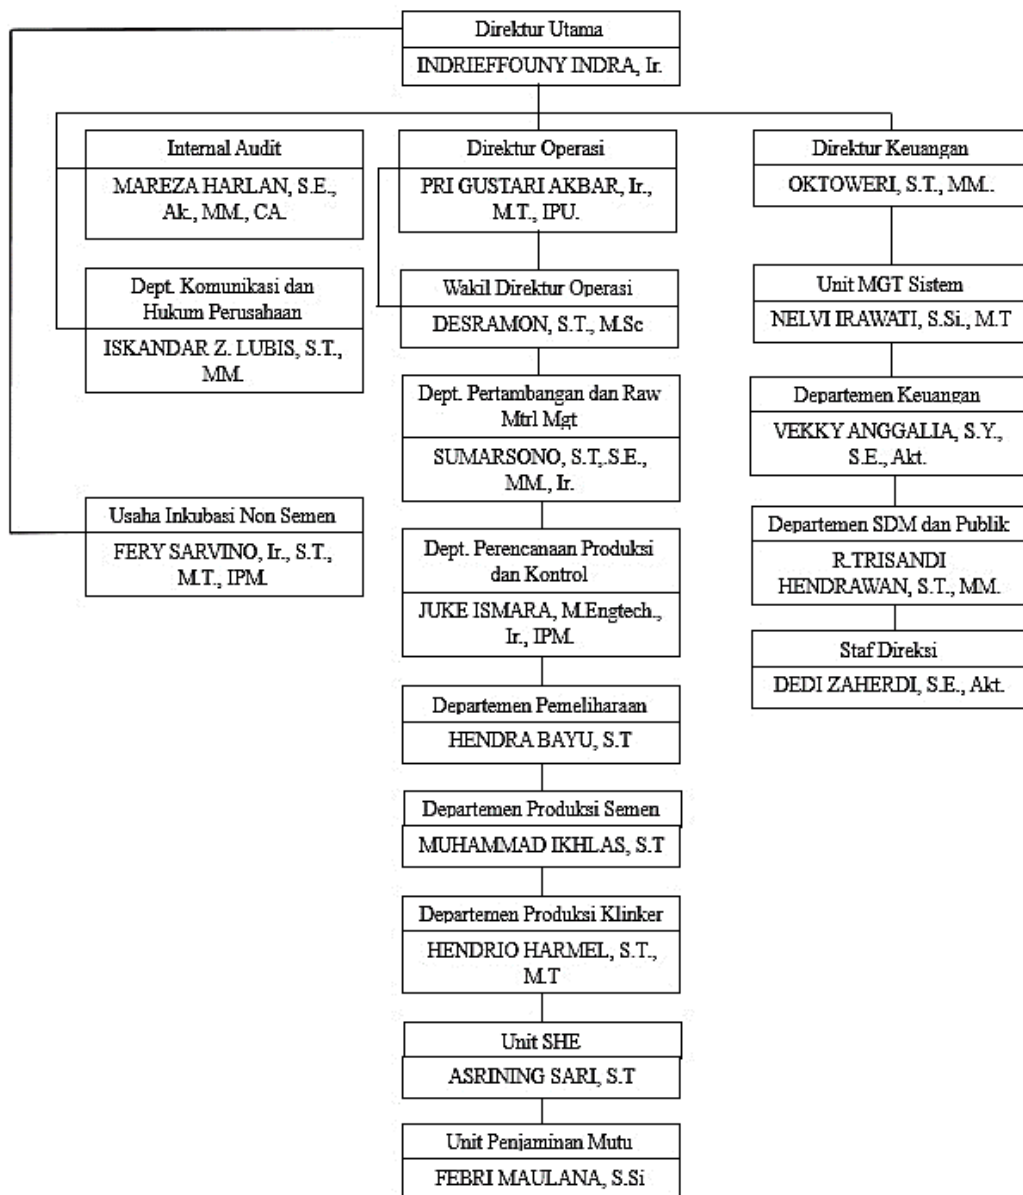 Direktur Utama
INDRIEFFOUNY INDRA, Ir.
Internal Audit
MAREZA HARLAN, S.E.,
Ak., MM., CA.
Dept. Komunikasi dan
Hukum Perusahaan
ISKANDAR Z. LUBIS, S.T.,
MM.
Usaha Inkubasi Non Semen
FERY SARVINO, Ir., S.T.,
M.T., IPM.
Direktur Operasi
PRI GUSTARI AKBAR, Ir.,
M.T., IPU.
Wakil Direktur Operasi
DESRAMON, S.T., M.Sc
Dept. Pertambangan dan Raw
Mtrl Mgt
SUMARSONO, S.T,.S.E.,
MM., Ir.
Dept. Perencanaan Produksi
dan Kontrol
JUKE ISMARA, M.Engtech.,
Ir., IPM.
Departemen Pemeliharaan
HENDRA BAYU, S.T
Departemen Produksi Semen
MUHAMMAD IKHLAS, S.T
Departemen Produksi Klinker
HENDRIO HARMEL, S.T.,
M.T
Unit SHE
ASRINING SARI, S.T
Unit Penjaminan Mutu
FEBRI MAULANA, S.Si
Direktur Keuangan
OKTOWERI, S.T., MM..
Unit MGT Sistem
NELVI IRAWATI, S.Si., M.T
Departemen Keuangan
VEKKY ANGGALIA, S.Y.,
S.E., Akt.
Departemen SDM dan Publik
R.TRISANDI
HENDRAWAN, S.T., MM.
Staf Direksi
DEDI ZAHERDI, S.E., Akt.